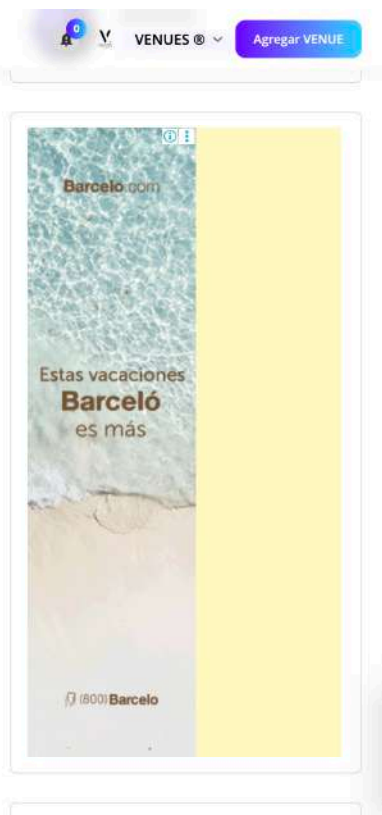 0
VENUES ®
Agregar VENUE
Barcelo.com
Estas vacaciones
Barceló
es más
(800) Barcelo